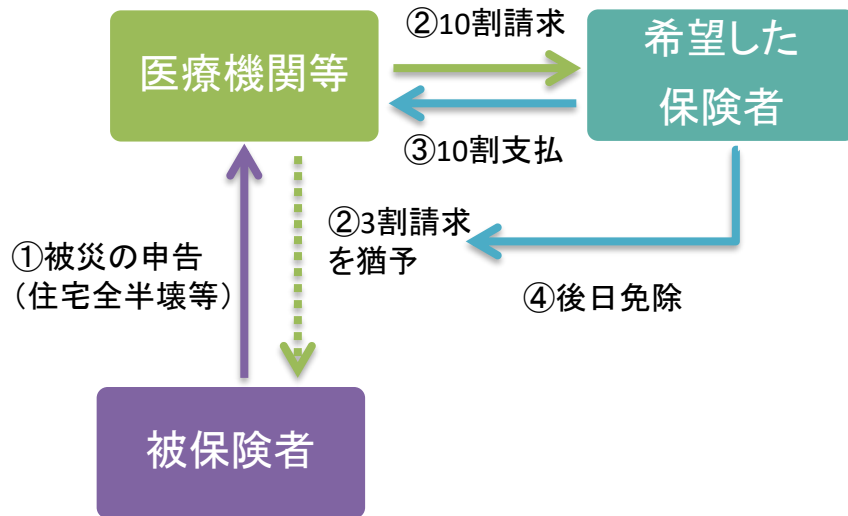 ②10割請求
医療機関等
希望した
保険者
③10割支払
②3割請求
を猶予
①被災の申告
（住宅全半壊等）
④後日免除
被保険者